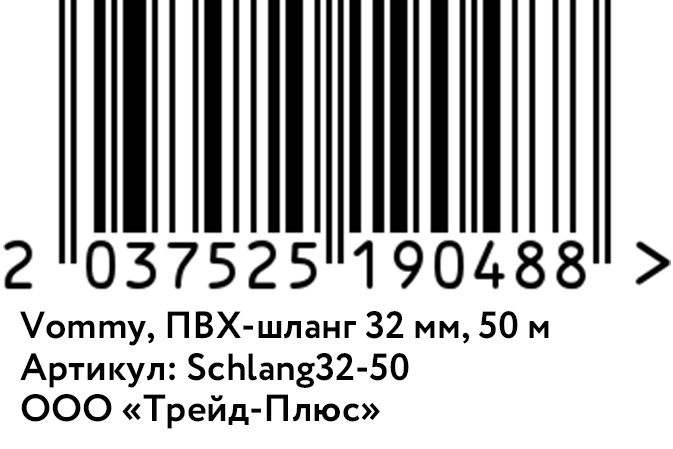 2 037525 190488 >
Vommy, ПВХ-шланг 32 мм, 50 м
Артикул: Schlang32-50
ООО «Трейд-Плюс»